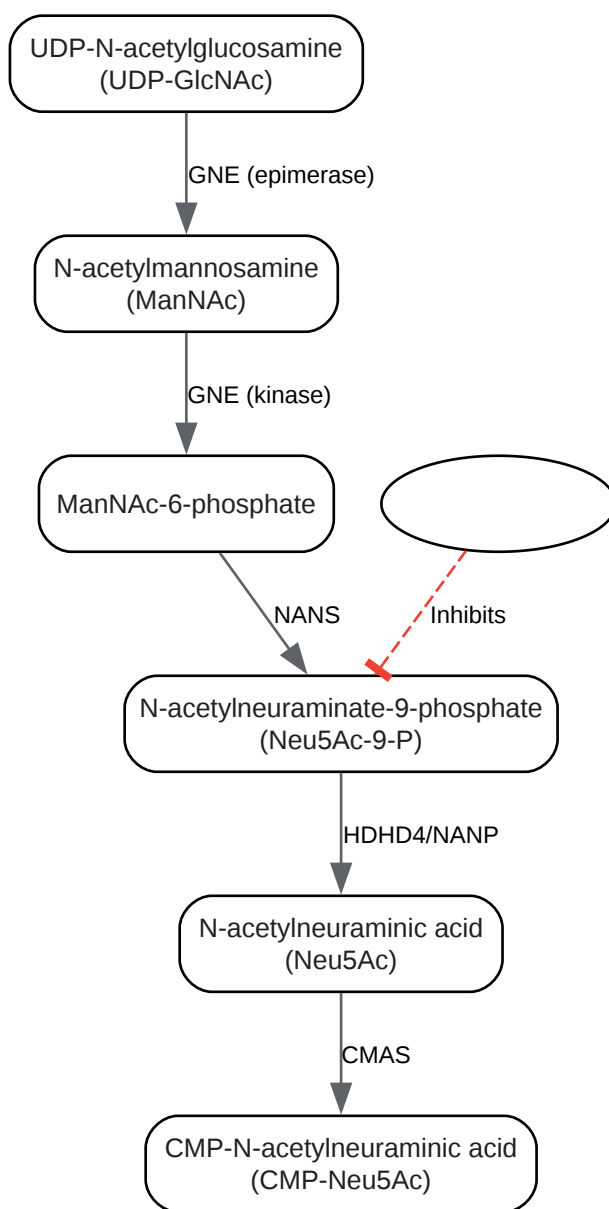 UDP-N-acetylglucosamine
(UDP-GlcNAc)
GNE (epimerase)
N-acetylmannosamine
(ManNAc)
GNE (kinase)
ManNAc-6-phosphate
NANS
Inhibits
N-acetylneuraminate-9-phosphate
(Neu5Ac-9-P)
HDHD4/NANP
N-acetylneuraminic acid
(Neu5Ac)
CMAS
CMP-N-acetylneuraminic acid
(CMP-Neu5Ac)